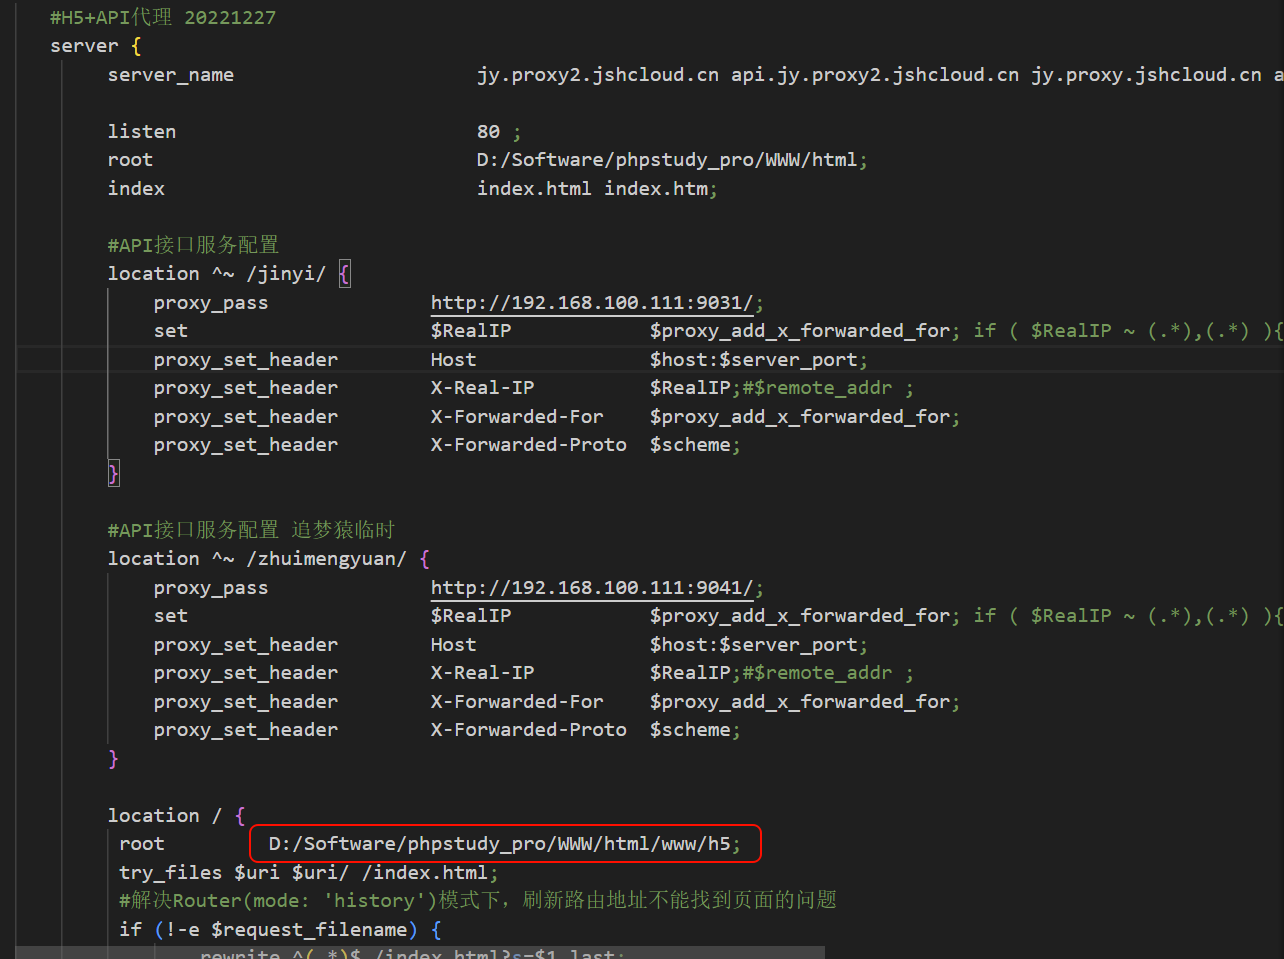 #H5+API代理 20221227
server {
server_name jy.proxy2.jshcloud.cn api.jy.proxy2.jshcloud.cn jy.proxy.jshcloud.cn a
listen 80 ;
root D:/Software/phpstudy_pro/WWW/html;
index index.html index.htm;
#API接口服务配置
location ^~ /jinyi/ {
proxy_pass http://192.168.100.111:9031/;
set $RealIP $proxy_add_x_forwarded_for; if ( $RealIP ~ (.*),(.*) ){
proxy_set_header Host $host:$server_port;
proxy_set_header X-Real-IP $RealIP;#$remote_addr ;
proxy_set_header X-Forwarded-For $proxy_add_x_forwarded_for;
proxy_set_header X-Forwarded-Proto $scheme;
}
#API接口服务配置 追梦猿临时
location ^~ /zhuimengyuan/ {
proxy_pass http://192.168.100.111:9041/;
set $RealIP $proxy_add_x_forwarded_for; if ( $RealIP ~ (.*),(.*) ){
proxy_set_header Host $host:$server_port;
proxy_set_header X-Real-IP $RealIP;#$remote_addr ;
proxy_set_header X-Forwarded-For $proxy_add_x_forwarded_for;
proxy_set_header X-Forwarded-Proto $scheme;
}
location / {
root D:/Software/phpstudy_pro/WWW/html/www/h5;
try_files $uri $uri/ /index.html;
#解决Router(mode: 'history')模式下，刷新路由地址不能找到页面的问题
if (!-e $request_filename) {
rewrite ^(.*)$ /index.html?s=$1 last;